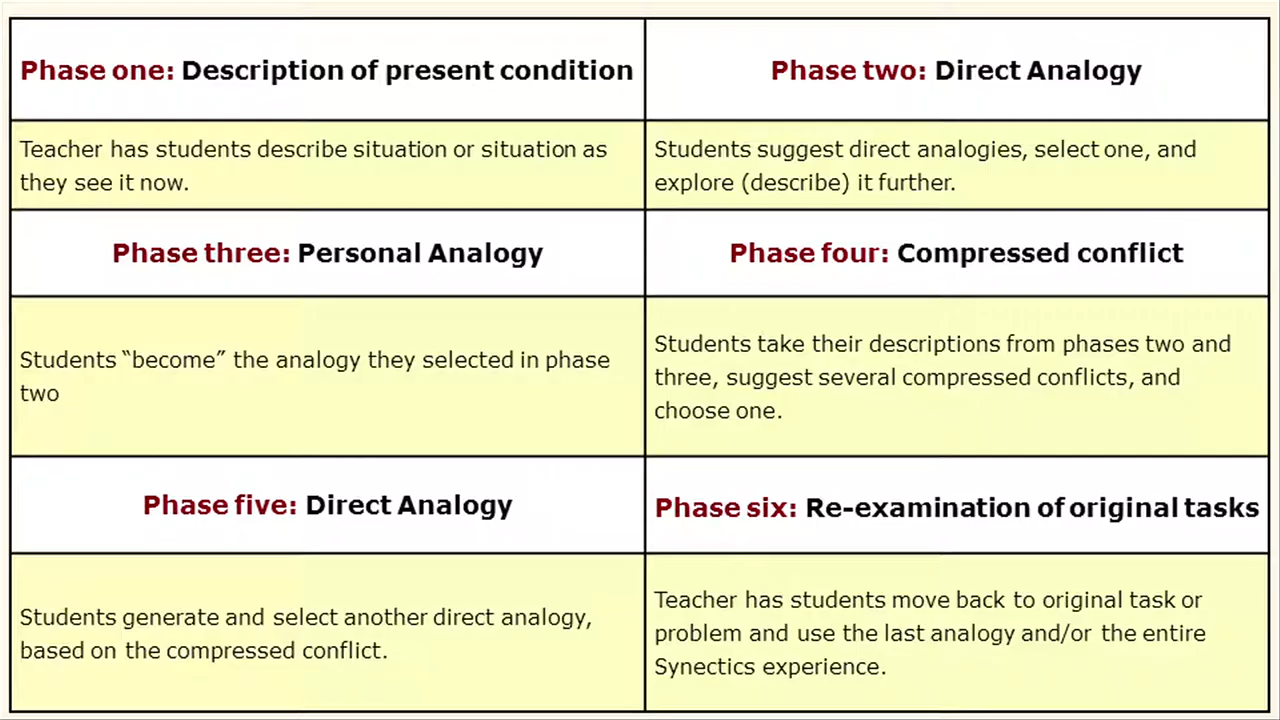 Phase one: Description of present condition
Phase two: Direct Analogy
Teacher has students describe situation or situation as
they see it now.
Students suggest direct analogies, select one, and
explore (describe) it further.
Phase three: Personal Analogy
Phase four: Compressed conflict
Students “become” the analogy they selected in phase
two
Students take their descriptions from phases two and
three, suggest several compressed conflicts, and
choose one.
Phase five: Direct Analogy
Phase six: Re-examination of original tasks
Students generate and select another direct analogy,
based on the compressed conflict.
Teacher has students move back to original task or
problem and use the last analogy and/or the entire
Synectics experience.